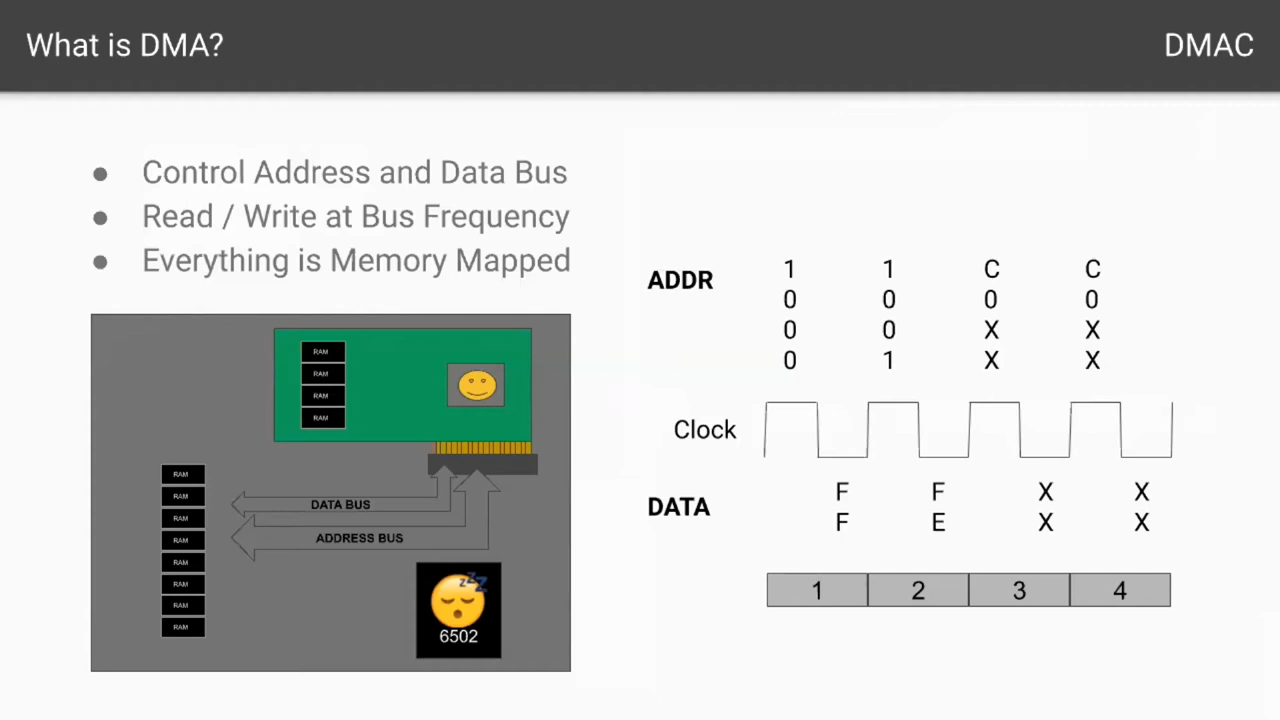 What is DMA?
DMAC
● Control Address and Data Bus
● Read / Write at Bus Frequency
● Everything is Memory Mapped
RAM
RAM
RAM
RAM
RAM
RAM
RAM
RAM
RAM
RAM
RAM
RAM
DATA BUS
ADDRESS BUS
zzz
6502
ADDR
1 1 C C
0 0 0 0
0 0 X X
0 1 X X
Clock
DATA
F F X X
F E X X
1 2 3 4